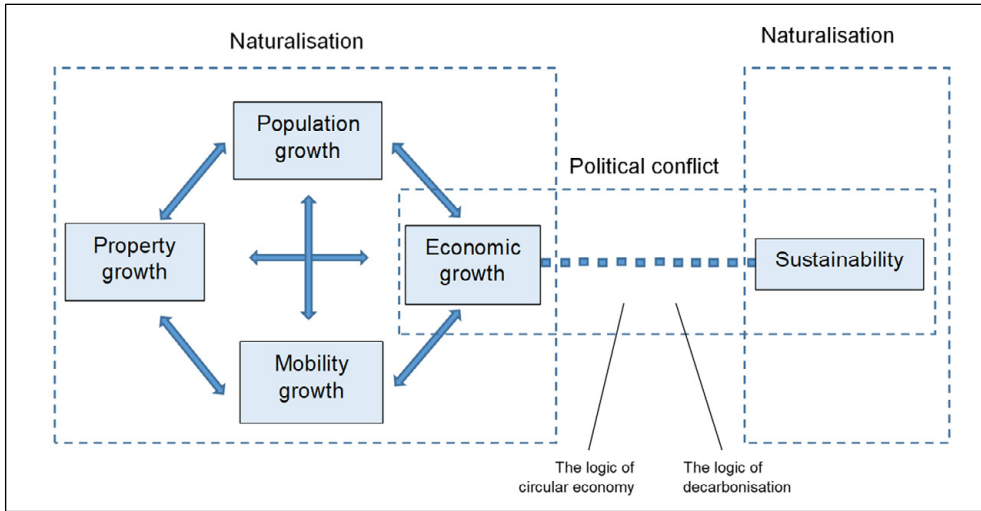 Naturalisation
Naturalisation
Population
growth
Political conflict
Property
growth
Economic
growth
Sustainability
Mobility
growth
The logic of
circular economy
The logic of
decarbonisation